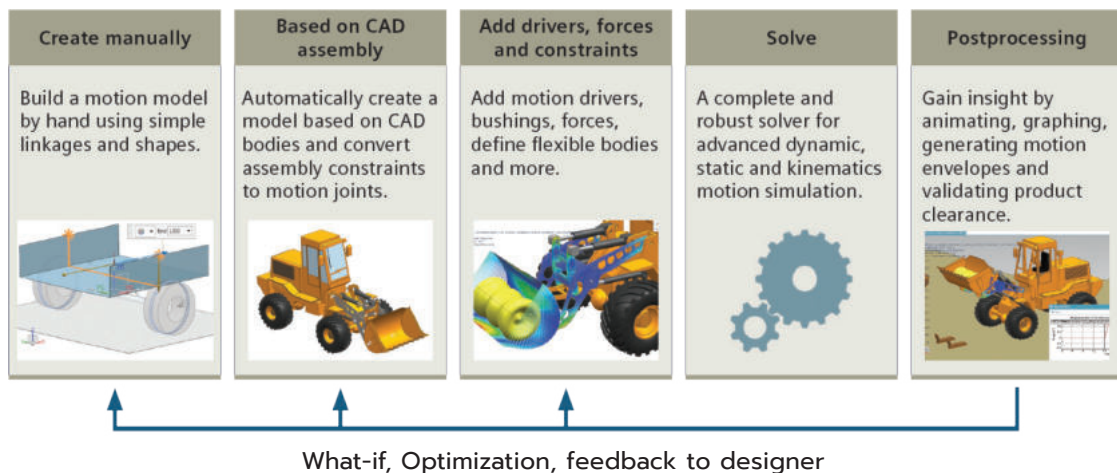 Create manually
Build a motion model
by hand using simple
linkages and shapes.
Based on CAD
assembly
Automatically create a
model based on CAD
bodies and convert
assembly constraints
to motion joints.
Add drivers, forces
and constraints
Add motion drivers,
bushings, forces,
define flexible bodies
and more.
Solve
A complete and
robust solver for
advanced dynamic,
static and kinematics
motion simulation.
Postprocessing
Gain insight by
animating, graphing,
generating motion
envelopes and
validating product
clearance.
What-if, Optimization, feedback to designer